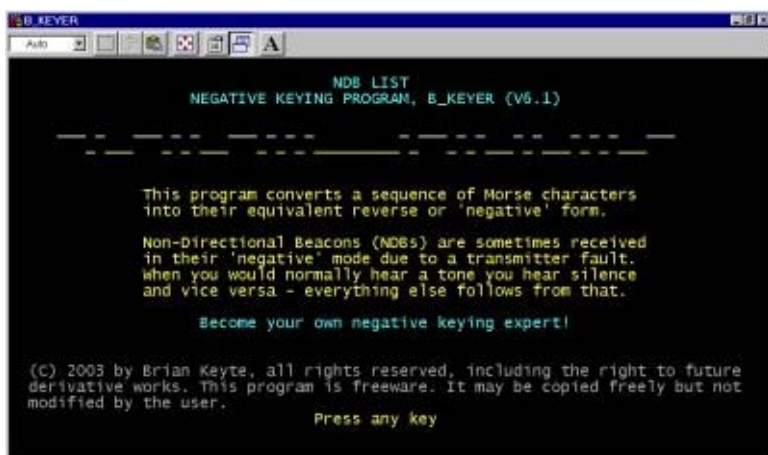 B_KEYER
Auto
A
NDB LIST
NEGATIVE KEYING PROGRAM, B_KEYER (V6.1)
This program converts a sequence of Morse characters
into their equivalent reverse or 'negative' form.
Non-Directional Beacons (NDBs) are sometimes received
in their 'negative' mode due to a transmitter fault.
When you would normally hear a tone you hear silence
and vice versa - everything else follows from that.
Become your own negative keying expert!
(C) 2003 by Brian Keyte, all rights reserved, including the right to future
derivative works. This program is freeware. It may be copied freely but not
modified by the user.
Press any key